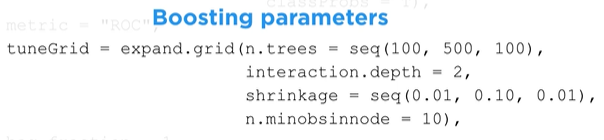 classProbs = 1),
Boosting parameters
metric = "ROC",
tuneGrid = expand.grid(n.trees = seq(100, 500, 100),
interaction.depth = 2,
shrinkage = seq(0.01, 0.10, 0.01),
n.minobsinnode = 10),